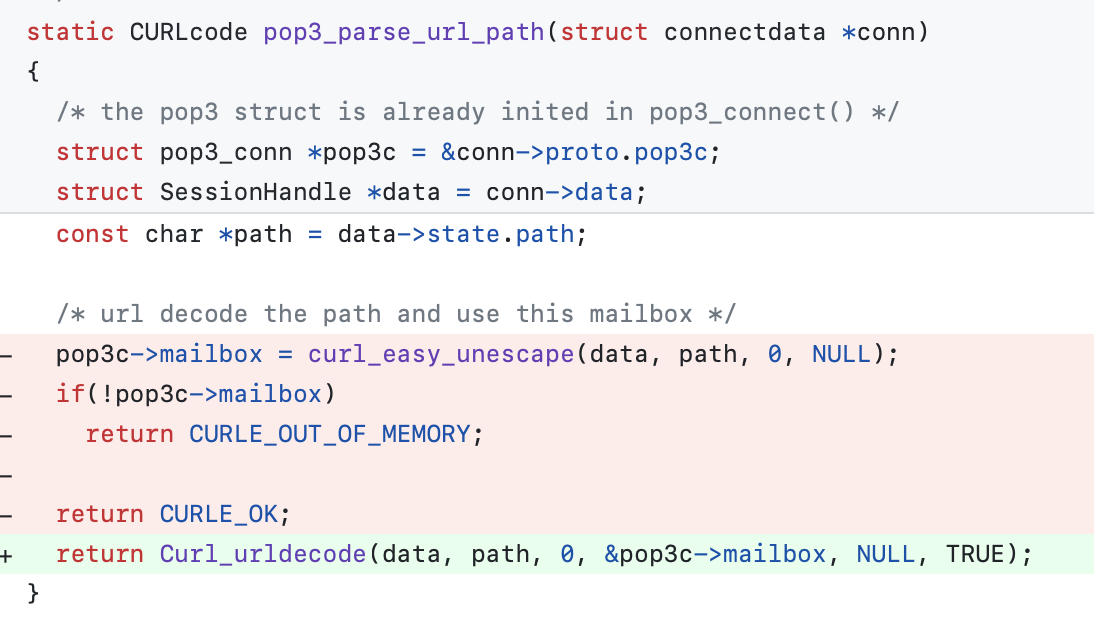 static CURLcode pop3_parse_url_path(struct connectdata *conn)
{
  /* the pop3 struct is already inited in pop3_connect() */
  struct pop3_conn *pop3c = &conn->proto.pop3c;
  struct SessionHandle *data = conn->data;
  const char *path = data->state.path;

  /* url decode the path and use this mailbox */
- pop3c->mailbox = curl_easy_unescape(data, path, 0, NULL);
- if(!pop3c->mailbox)
-   return CURLE_OUT_OF_MEMORY;
-
- return CURLE_OK;
+ return Curl_urldecode(data, path, 0, &pop3c->mailbox, NULL, TRUE);
}